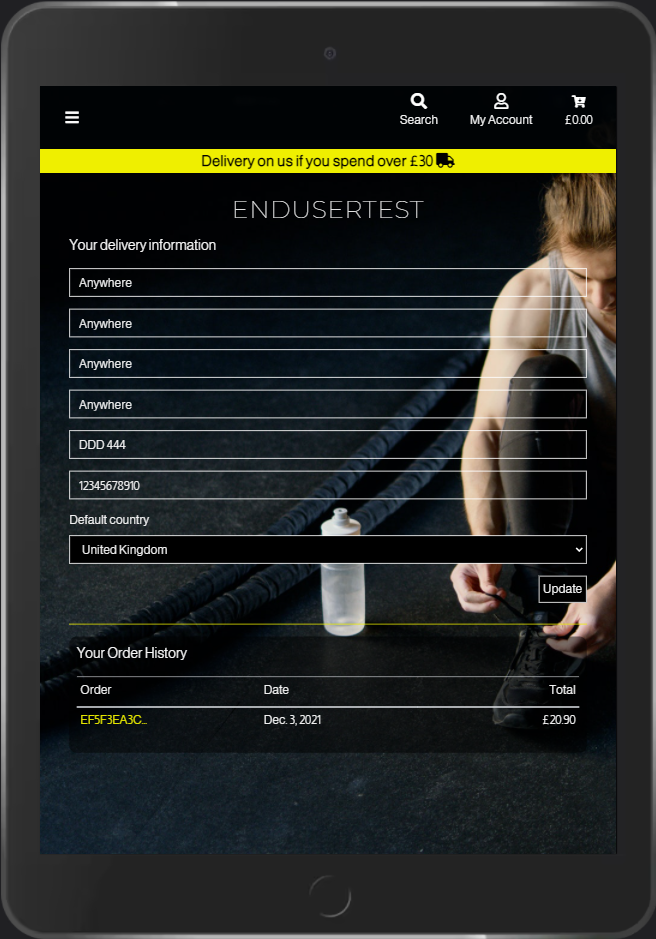 Search My Account £0.00
Delivery on us if you spend over £30
ENDUSERTEST
Your delivery information
Anywhere
Anywhere
Anywhere
Anywhere
DDD 444
12345678910
Default country
United Kingdom
Update
Your Order History
Order Date Total
EF5F3EA3C... Dec. 3, 2021 £20.90